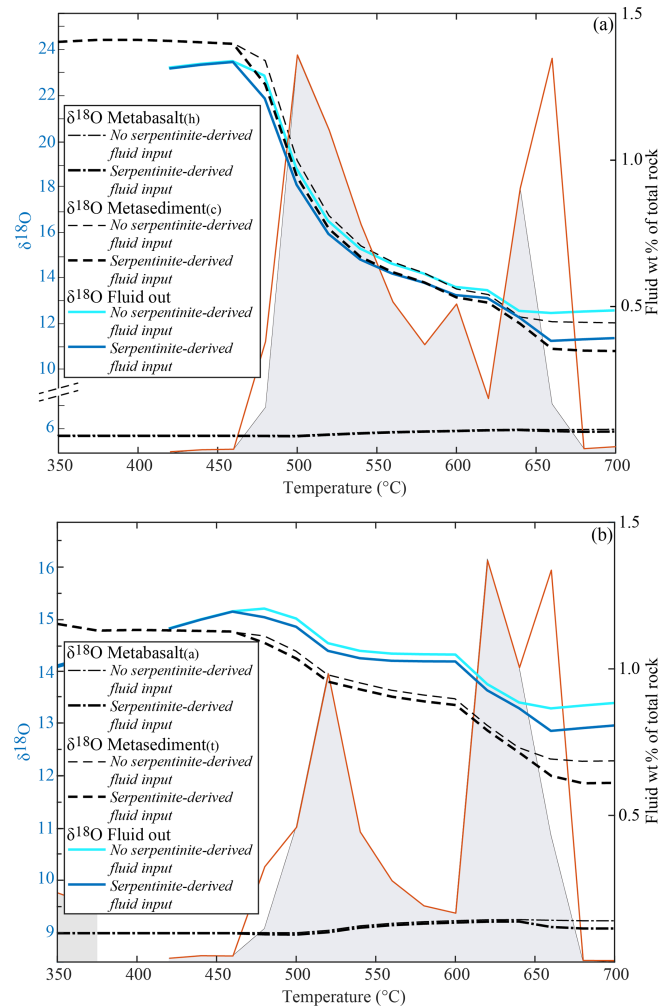 (a)
1.5
24
22
20
18
16
14
12
10
6
δ¹⁸O
δ¹⁸O Metabasalt(h)
No serpentinite-derived
fluid input
Serpentinite-derived
fluid input
δ¹⁸O Metasediment(c)
No serpentinite-derived
fluid input
Serpentinite-derived
fluid input
δ¹⁸O Fluid out
No serpentinite-derived
fluid input
Serpentinite-derived
fluid input
1.0
0.5
Fluid wt % of total rock
350 400 450 500 550 600 650 700
Temperature (°C)
(b)
1.5
16
15
14
13
12
11
10
9
δ¹⁸O
δ¹⁸O Metabasalt(a)
No serpentinite-derived
fluid input
Serpentinite-derived
fluid input
δ¹⁸O Metasediment(t)
No serpentinite-derived
fluid input
Serpentinite-derived
fluid input
δ¹⁸O Fluid out
No serpentinite-derived
fluid input
Serpentinite-derived
fluid input
1.0
0.5
Fluid wt % of total rock
350 400 450 500 550 600 650 700
Temperature (°C)